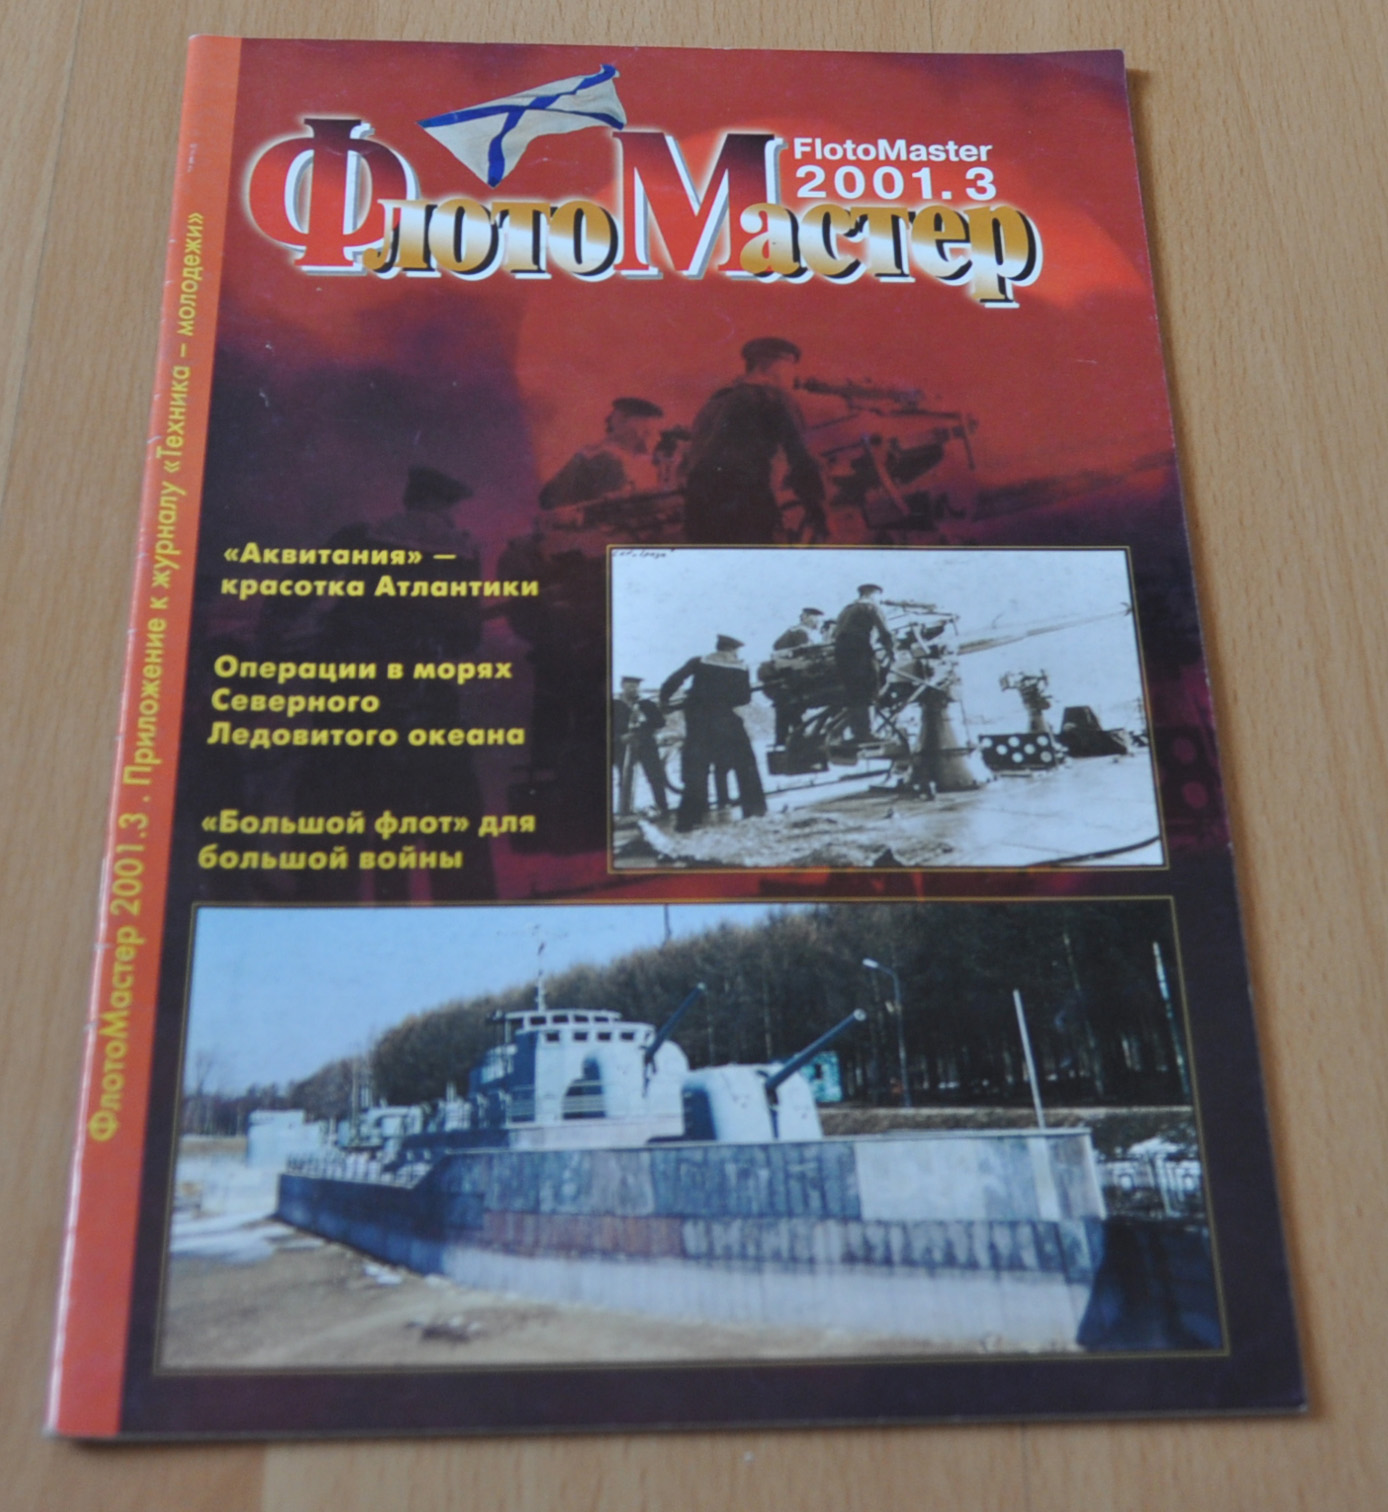 ФлотоМастер
FlotoMaster
2001.3
«Аквитания» –
красотка Атлантики
Операции в морях
Северного
Ледовитого океана
«Большой флот» для
большой войны
ФлотоМастер 2001.3. Приложение к журналу «Техника – молодежи»